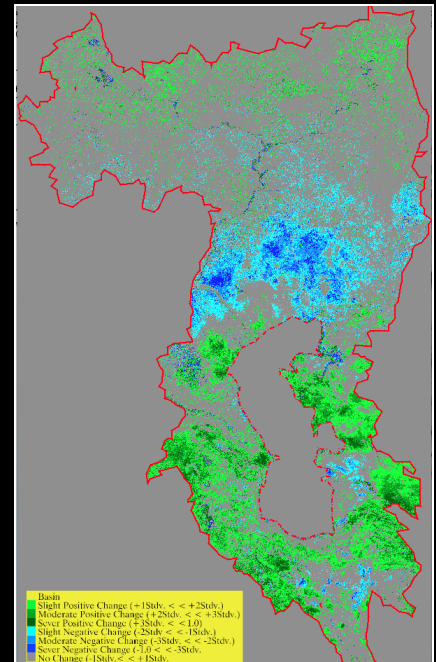 Basin
Slight Positive Change (+1Stdv. < < +2Stdv.)
Moderate Positive Change (+2Stdv. < < +3Stdv.)
Sever Positive Change (+3Stdv. < < 1.0)
Slight Negative Change (-2Stdv < < -1Stdv.)
Moderate Negative Change (-3Stdv. < < -2Stdv.)
Sever Negative Change (-1.0 < < -3Stdv.
No Change (-1Stdv. < < +1Stdv.